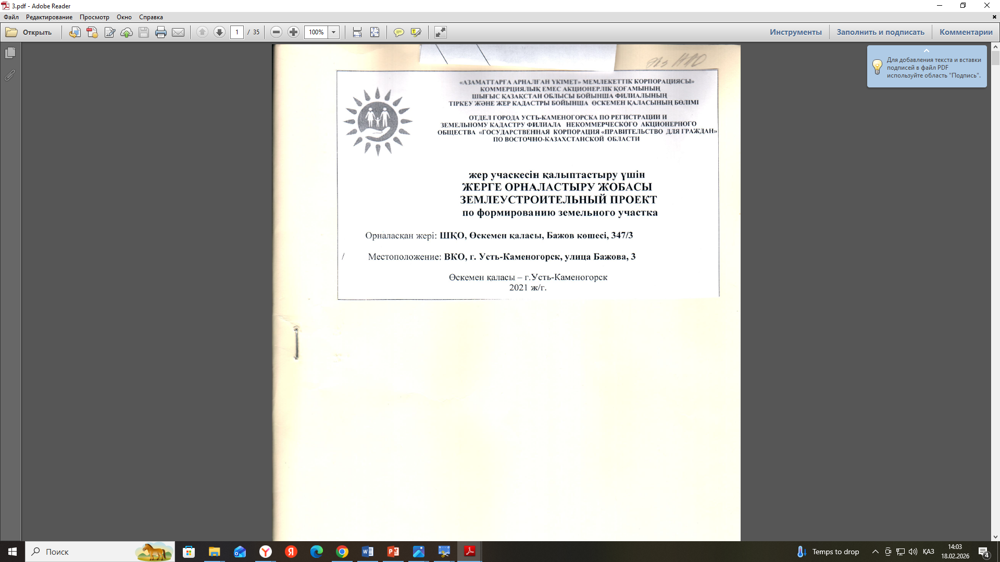 3.pdf - Adobe Reader
Файл Редактирование Просмотр Окно Справка
Открыть 1 / 35 100% Инструменты Заполнить и подписать Комментарии
Для добавления текста и вставки
подписей в файл PDF
используйте область "Подпись".
«АЗАМАТТАРҒА АРНАЛҒАН ҮКІМЕТ» МЕМЛЕКЕТТІК КОРПОРАЦИЯСЫ»
КОММЕРЦИЯЛЫҚ ЕМЕС АКЦИОНЕРЛІК ҚОҒАМЫНЫҢ
ШЫҒЫС ҚАЗАҚСТАН ОБЛЫСЫ БОЙЫНША ФИЛИАЛЫНЫҢ
ТІРКЕУ ЖӘНЕ ЖЕР КАДАСТРЫ БОЙЫНША ӨСКЕМЕН ҚАЛАСЫНЫҢ БӨЛІМІ
ОТДЕЛ ГОРОДА УСТЬ-КАМЕНОГОРСКА ПО РЕГИСТРАЦИИ И
ЗЕМЕЛЬНОМУ КАДАСТРУ ФИЛИАЛА НЕКОММЕРЧЕСКОГО АКЦИОНЕРНОГО
ОБЩЕСТВА «ГОСУДАРСТВЕННАЯ КОРПОРАЦИЯ «ПРАВИТЕЛЬСТВО ДЛЯ ГРАЖДАН»
ПО ВОСТОЧНО-КАЗАХСТАНСКОЙ ОБЛАСТИ
жер учаскесін қалыптастыру үшін
ЖЕРГЕ ОРНАЛАСТЫРУ ЖОБАСЫ
ЗЕМЛЕУСТРОИТЕЛЬНЫЙ ПРОЕКТ
по формированию земельного участка
Орналасқан жері: ШҚО, Өскемен қаласы, Бажов көшесі, 347/3
/ Местоположение: ВКО, г. Усть-Каменогорск, улица Бажова, 3
Өскемен қаласы – г.Усть-Каменогорск
2021 ж/г.
Поиск
Temps to drop
ҚАЗ
14:03
18.02.2026
4